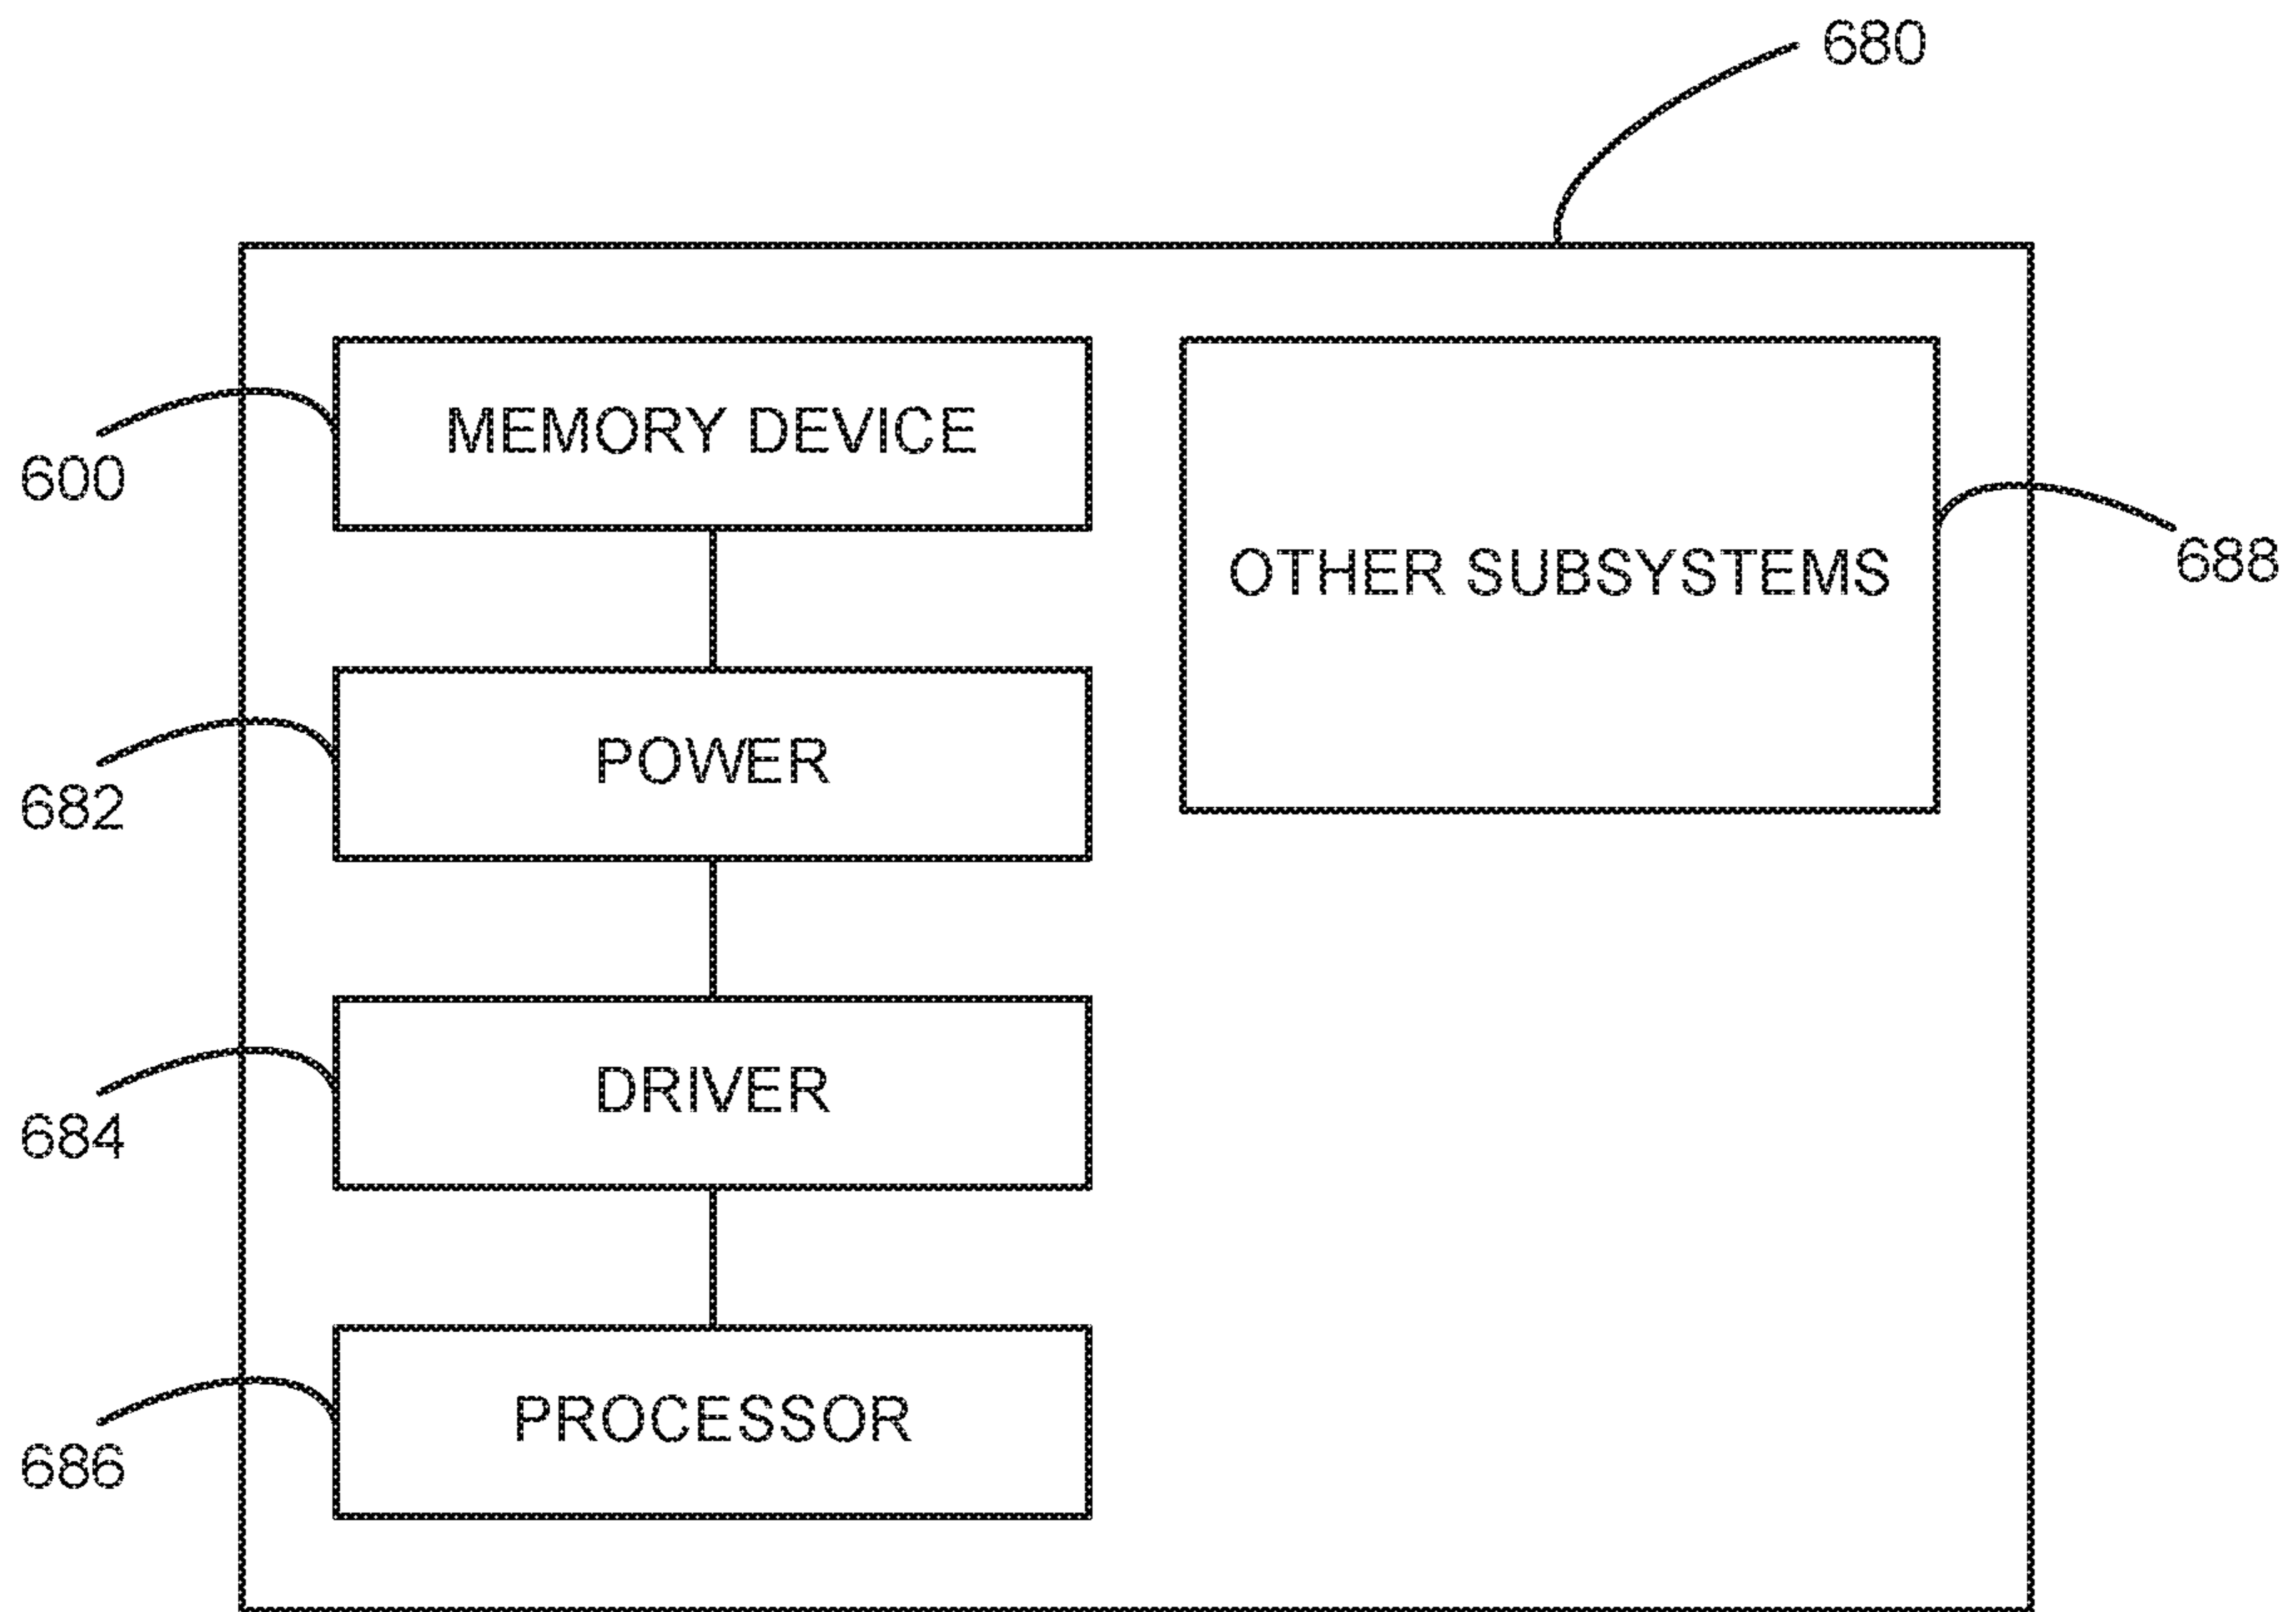 680
MEMORY DEVICE
600
OTHER SUBSYSTEMS
688
POWER
682
DRIVER
684
PROCESSOR
686